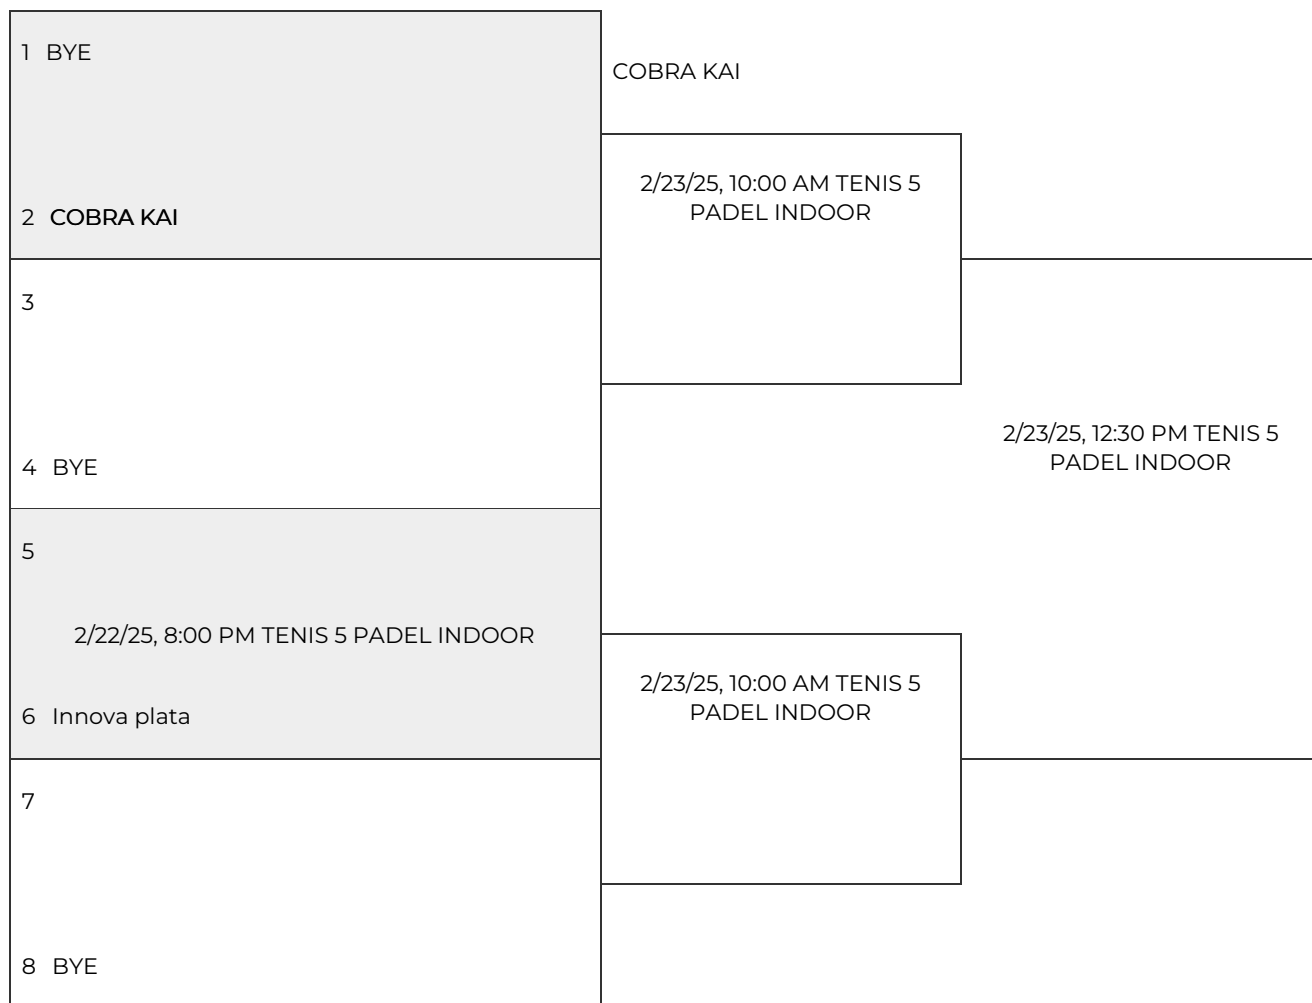 1 BYE
COBRA KAI
2/23/25, 10:00 AM TENIS 5
PADEL INDOOR
2 COBRA KAI
3
2/23/25, 12:30 PM TENIS 5
PADEL INDOOR
4 BYE
5
2/22/25, 8:00 PM TENIS 5 PADEL INDOOR
2/23/25, 10:00 AM TENIS 5
PADEL INDOOR
6 Innova plata
7
8 BYE